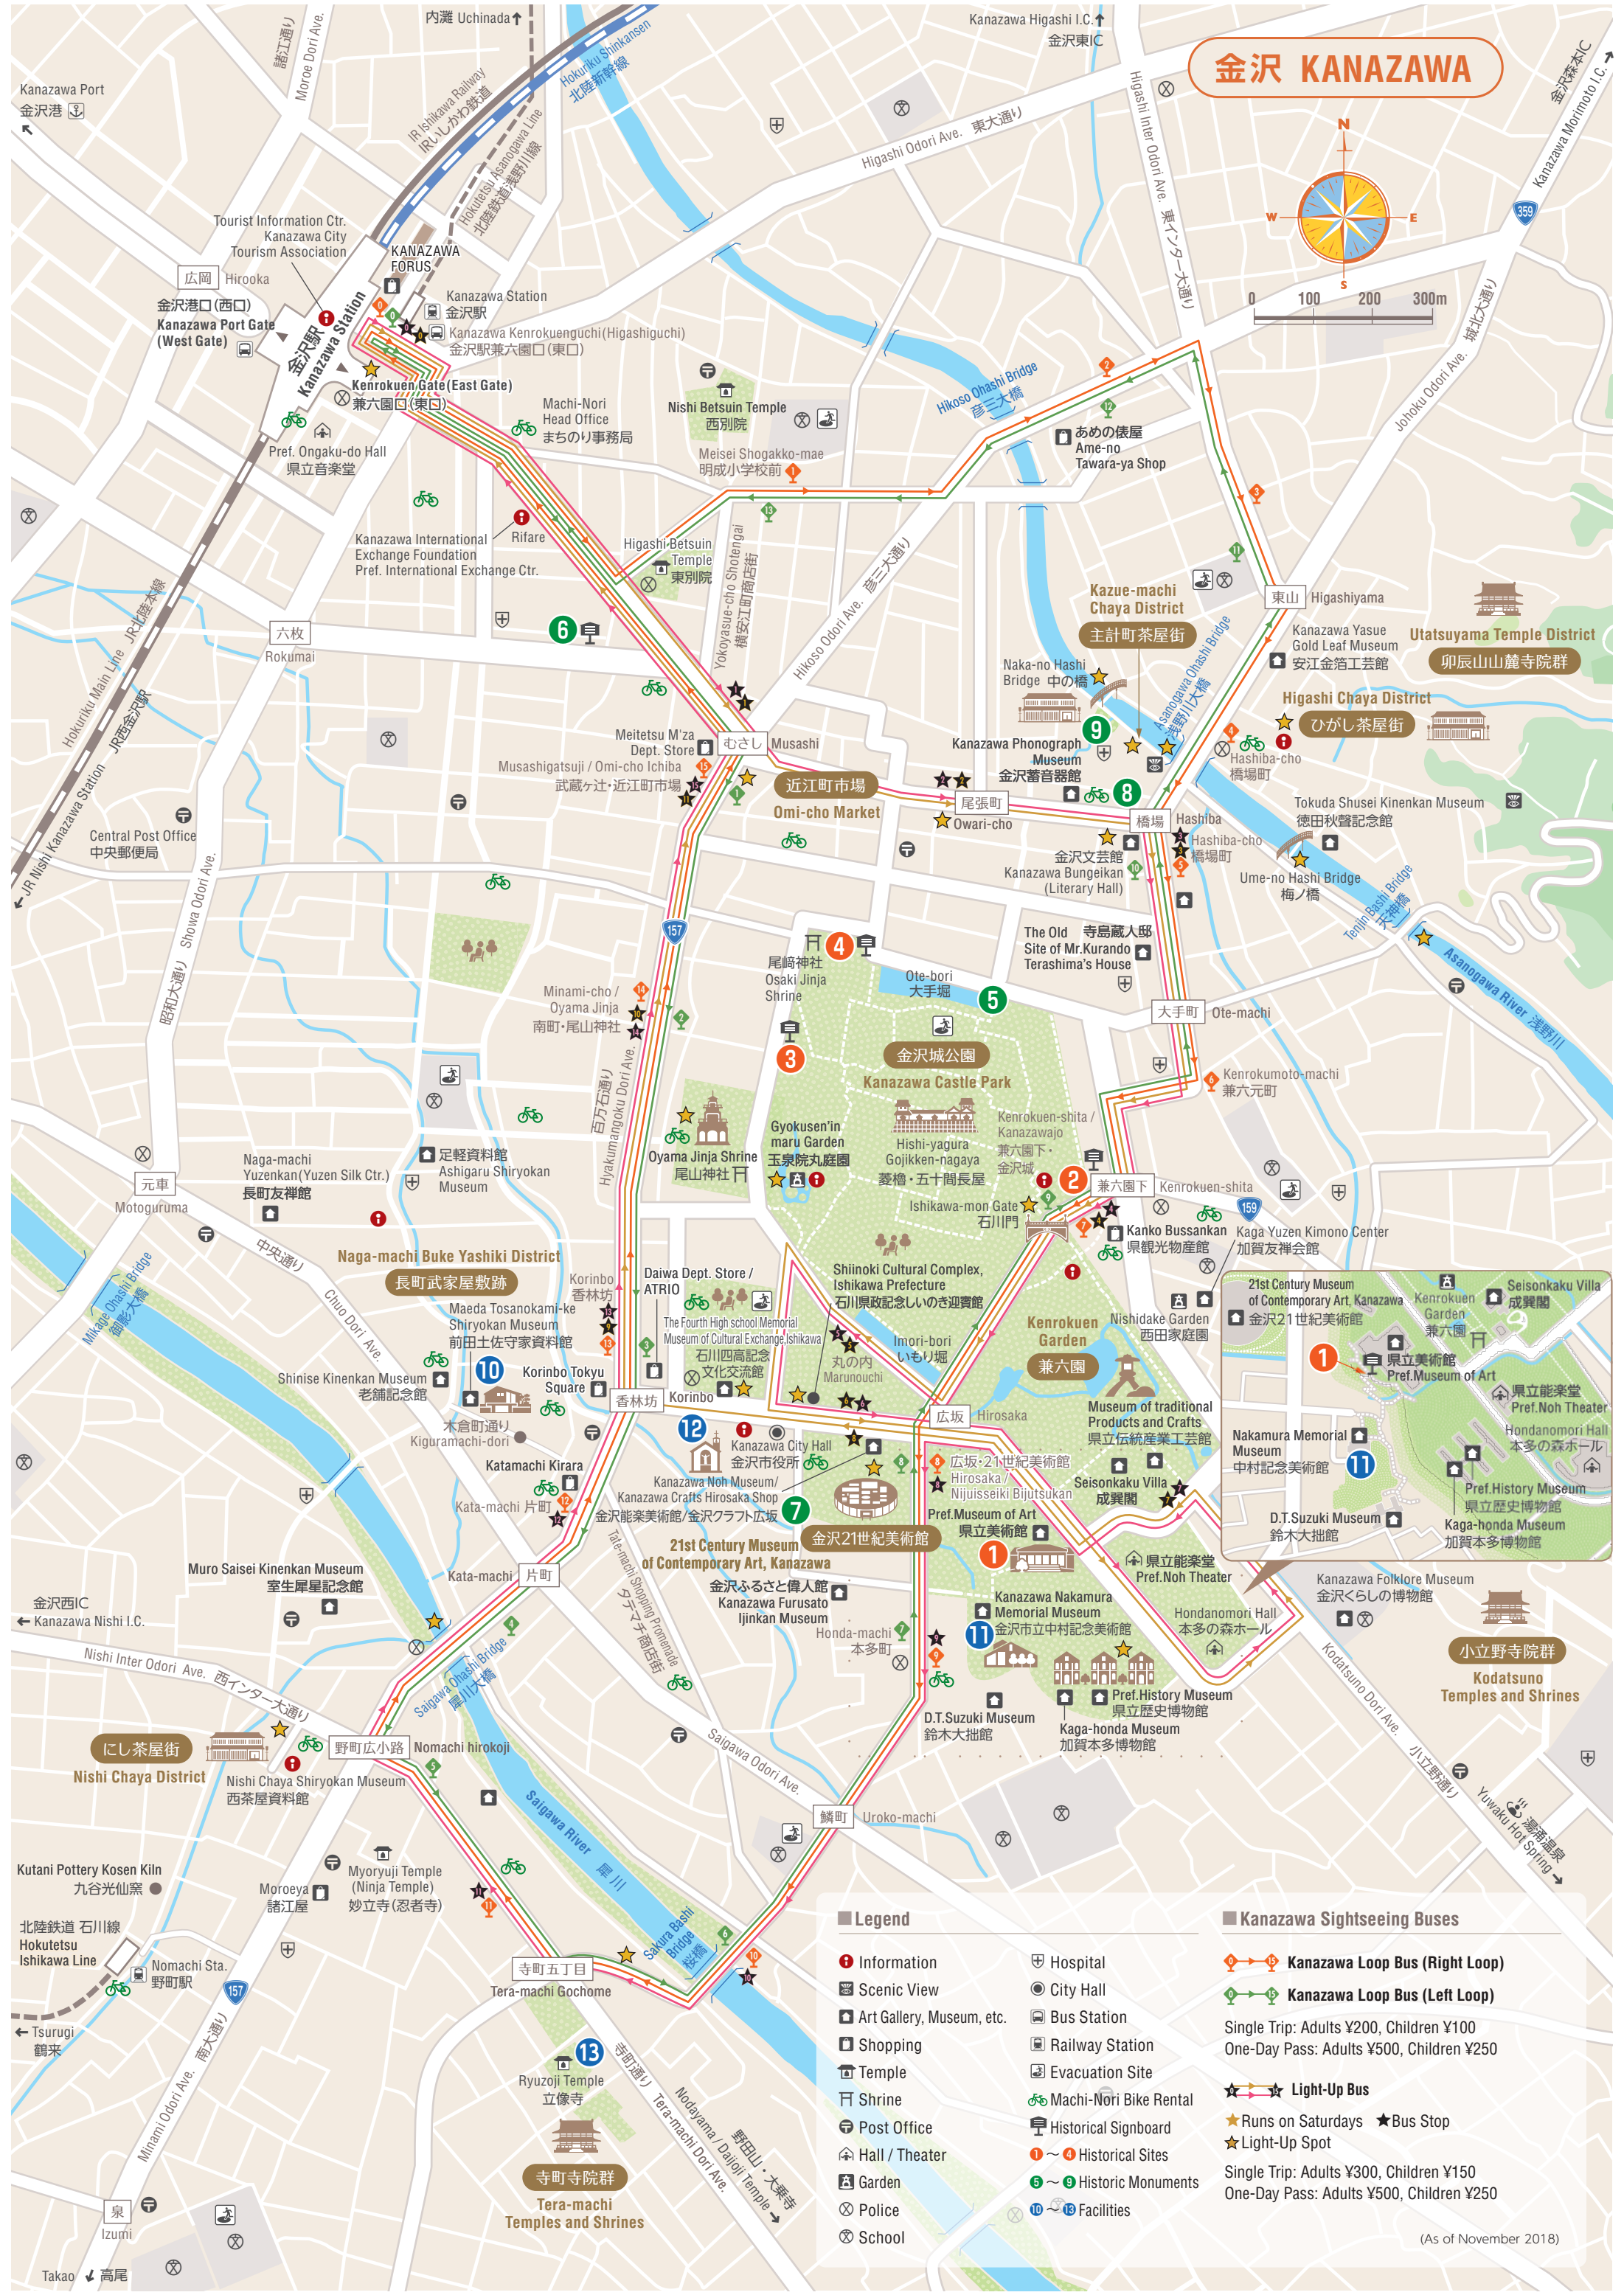 内灘 Uchinada
Kanazawa Higashi I.C.
金沢東IC
金沢 KANAZAWA
諸江通り
Moroe Dori Ave.
Hokuriku Shinkansen
北陸新幹線
IR Ishikawa Railway
IRいしかわ鉄道
Hokutetsu Asanogawa Line
北陸鉄道浅野川線
Kanazawa Port
金沢港
Higashi Odori Ave. 東大通り
Higashi Inter Odori Ave. 東インター大通り
金沢森本IC
Kanazawa Morimoto I.C.
359
N
W
E
S
0 100 200 300m
Tourist Information Ctr.
Kanazawa City
Tourism Association
KANAZAWA
FORUS
広岡 Hirooka
金沢港口(西口)
Kanazawa Port Gate
(West Gate)
金沢駅
Kanazawa Station
Kanazawa Station
金沢駅
Kanazawa Kenrokuenguchi(Higashiguchi)
金沢駅兼六園口(東口)
Kenrokuen Gate(East Gate)
兼六園口(東口)
Pref. Ongaku-do Hall
県立音楽堂
Machi-Nori
Head Office
まちのり事務局
Nishi Betsuin Temple
西別院
Meisei Shogakko-mae
明成小学校前
Hikoso Ohashi Bridge
彦三大橋
あめの俵屋
Ame-no
Tawara-ya Shop
Johoku Odori Ave. 城北大通り
Kanazawa International
Exchange Foundation
Pref. International Exchange Ctr.
Rifare
Higashi Betsuin
Temple
東別院
Yokoyasue-cho Shotengai
横安江町商店街
Hikoso Odori Ave. 彦三大通り
Hokuriku Main Line JR北陸本線
六枚
Rokumai
6
JR Nishi Kanazawa Station JR西金沢駅
Kazue-machi
Chaya District
主計町茶屋街
Naka-no Hashi
Bridge 中の橋
Asanogawa Ohashi Bridge
浅野川大橋
東山 Higashiyama
Kanazawa Yasue
Gold Leaf Museum
安江金箔工芸館
Utatsuyama Temple District
卯辰山山麓寺院群
Higashi Chaya District
ひがし茶屋街
9
Kanazawa Phonograph
Museum
金沢蓄音器館
8
Hashiba-cho
橋場町
Meitetsu M'za
Dept. Store
むさし Musashi
Musashigatsuji / Omi-cho Ichiba
武蔵ヶ辻・近江町市場
近江町市場
Omi-cho Market
尾張町
Owari-cho
橋場 Hashiba
Hashiba-cho
橋場町
金沢文芸館
Kanazawa Bungeikan
(Literary Hall)
Tokuda Shusei Kinenkan Museum
徳田秋聲記念館
Ume-no Hashi Bridge
梅ノ橋
Tenjin Bashi Bridge
天神橋
Asanogawa River 浅野川
Central Post Office
中央郵便局
昭和大通り Showa Odori Ave.
157
4
尾﨑神社
Osaki Jinja
Shrine
Ote-bori
大手堀
5
The Old 寺島蔵人邸
Site of Mr.Kurando
Terashima's House
大手町 Ote-machi
Minami-cho /
Oyama Jinja
南町・尾山神社
3
金沢城公園
Kanazawa Castle Park
Kenrokumoto-machi
兼六元町
百万石通り
Hyakumangoku Dori Ave.
Oyama Jinja Shrine
尾山神社
Gyokusen'in
maru Garden
玉泉院丸庭園
Hishi-yagura
Gojikken-nagaya
菱櫓・五十間長屋
Kenrokuen-shita /
Kanazawajo
兼六園下・
金沢城
2
兼六園下 Kenrokuen-shita
Ishikawa-mon Gate
石川門
159
Kanko Bussankan
県観光物産館
Kaga Yuzen Kimono Center
加賀友禅会館
元車
Motoguruma
Naga-machi
Yuzenkan(Yuzen Silk Ctr.)
長町友禅館
足軽資料館
Ashigaru Shiryokan
Museum
中央通り
Chuo Dori Ave.
Mikage Ohashi Bridge
御影大橋
Naga-machi Buke Yashiki District
長町武家屋敷跡
Maeda Tosanokami-ke
Shiryokan Museum
前田土佐守家資料館
Korinbo
香林坊
Daiwa Dept. Store /
ATRIO
The Fourth High school Memorial
Museum of Cultural Exchange,Ishikawa
石川四高記念
文化交流館
Shiinoki Cultural Complex,
Ishikawa Prefecture
石川県政記念しいのき迎賓館
丸の内
Marunouchi
Imori-bori
いもり堀
Kenrokuen
Garden
兼六園
Nishidake Garden
西田家庭園
21st Century Museum
of Contemporary Art, Kanazawa
金沢21世紀美術館
Kenrokuen
Garden
兼六園
Seisonkaku Villa
成巽閣
1
県立美術館
Pref.Museum of Art
県立能楽堂
Pref.Noh Theater
Hondanomori Hall
本多の森ホール
Nakamura Memorial
Museum
中村記念美術館
11
Pref.History Museum
県立歴史博物館
D.T.Suzuki Museum
鈴木大拙館
Kaga-honda Museum
加賀本多博物館
10
Shinise Kinenkan Museum
老舗記念館
Korinbo Tokyu
Square
香林坊 Korinbo
木倉町通り
Kiguramachi-dori
12
Kanazawa City Hall
金沢市役所
広坂 Hirosaka
Museum of traditional
Products and Crafts
県立伝統産業工芸館
Katamachi Kirara
Kata-machi 片町
Kanazawa Noh Museum/
Kanazawa Crafts Hirosaka Shop
金沢能楽美術館/金沢クラフト広坂
7
金沢21世紀美術館
21st Century Museum
of Contemporary Art, Kanazawa
広坂・21世紀美術館
Hirosaka /
Nijuisseiki Bijutsukan
Seisonkaku Villa
成巽閣
Pref.Museum of Art
県立美術館
1
県立能楽堂
Pref.Noh Theater
Muro Saisei Kinenkan Museum
室生犀星記念館
Kata-machi 片町
Tate-machi Shopping Promenade
タテマチ商店街
金沢ふるさと偉人館
Kanazawa Furusato
Ijinkan Museum
Honda-machi
本多町
Kanazawa Nakamura
Memorial Museum
金沢市立中村記念美術館
11
Hondanomori Hall
本多の森ホール
Kanazawa Folklore Museum
金沢くらしの博物館
小立野寺院群
Kodatsuno
Temples and Shrines
金沢西IC
Kanazawa Nishi I.C.
Nishi Inter Odori Ave. 西インター大通り
Saigawa Ohashi Bridge
犀川大橋
D.T.Suzuki Museum
鈴木大拙館
Pref.History Museum
県立歴史博物館
Kaga-honda Museum
加賀本多博物館
Kodatsuno Dori Ave. 小立野通り
にし茶屋街
Nishi Chaya District
Nishi Chaya Shiryokan Museum
西茶屋資料館
野町広小路 Nomachi hirokoji
Saigawa River 犀川
Saigawa Odori Ave.
鱗町 Uroko-machi
湯涌温泉
Yuwaku Hot Spring
Kutani Pottery Kosen Kiln
九谷光仙窯
Moroeya
諸江屋
Myoryuji Temple
(Ninja Temple)
妙立寺(忍者寺)
北陸鉄道 石川線
Hokutetsu
Ishikawa Line
Nomachi Sta.
野町駅
157
Tsurugi
鶴来
Sakura Bashi
Bridge
桜橋
寺町五丁目
Tera-machi Gochome
Minami Odori Ave. 南大通り
13
Ryuzoji Temple
立像寺
寺町通り Tera-machi Dori Ave.
野田山・大乗寺
Nodayama / Daijoji Temple
寺町寺院群
Tera-machi
Temples and Shrines
泉
Izumi
Takao 高尾
Legend
Information
Scenic View
Art Gallery, Museum, etc.
Shopping
Temple
Shrine
Post Office
Hall / Theater
Garden
Police
School
Hospital
City Hall
Bus Station
Railway Station
Evacuation Site
Machi-Nori Bike Rental
Historical Signboard
1 ～ 4 Historical Sites
5 ～ 9 Historic Monuments
10 ～ 13 Facilities
Kanazawa Sightseeing Buses
0 15 Kanazawa Loop Bus (Right Loop)
0 15 Kanazawa Loop Bus (Left Loop)
Single Trip: Adults ¥200, Children ¥100
One-Day Pass: Adults ¥500, Children ¥250
Light-Up Bus
Runs on Saturdays Bus Stop
Light-Up Spot
Single Trip: Adults ¥300, Children ¥150
One-Day Pass: Adults ¥500, Children ¥250
(As of November 2018)